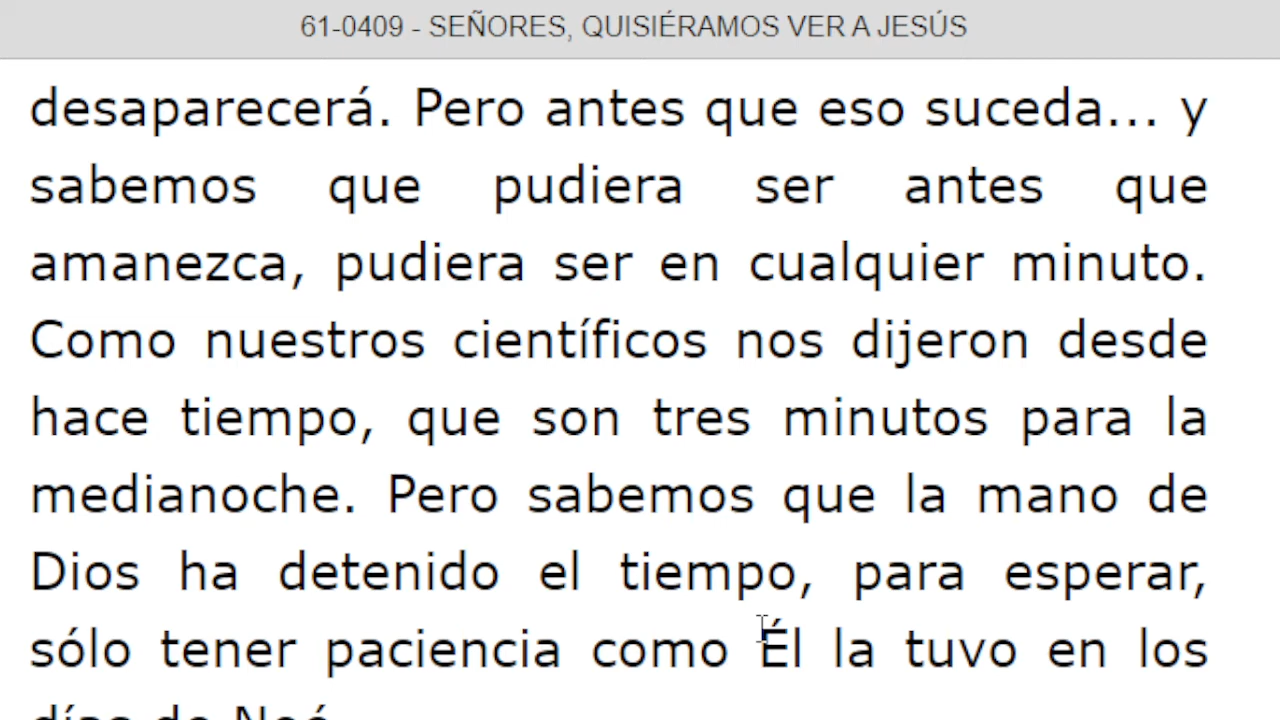 61-0409 - SEÑORES, QUISIÉRAMOS VER A JESÚS
desaparecerá. Pero antes que eso suceda... y
sabemos que pudiera ser antes que
amanezca, pudiera ser en cualquier minuto.
Como nuestros científicos nos dijeron desde
hace tiempo, que son tres minutos para la
medianoche. Pero sabemos que la mano de
Dios ha detenido el tiempo, para esperar,
sólo tener paciencia como Él la tuvo en los
días de Noé